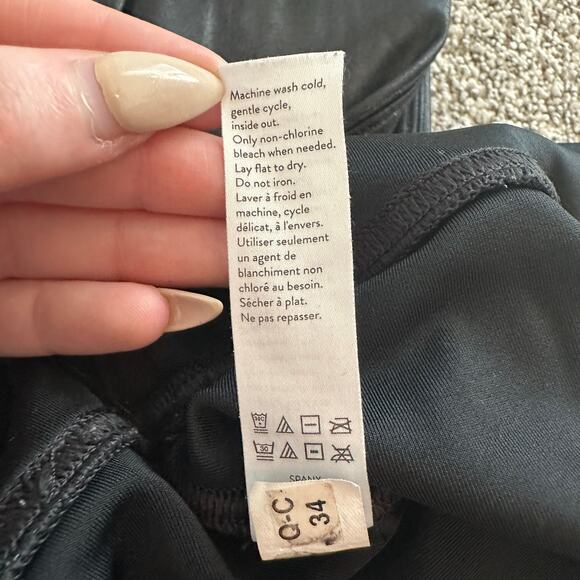 Machine wash cold,
gentle cycle,
inside out.
Only non-chlorine
bleach when needed.
Lay flat to dry.
Do not iron.
Laver à froid en
machine, cycle
délicat, à l'envers.
Utiliser seulement
un agent de
blanchiment non
chloré au besoin.
Sécher à plat.
Ne pas repasser.
30C
30
SPANX
Q-C
34